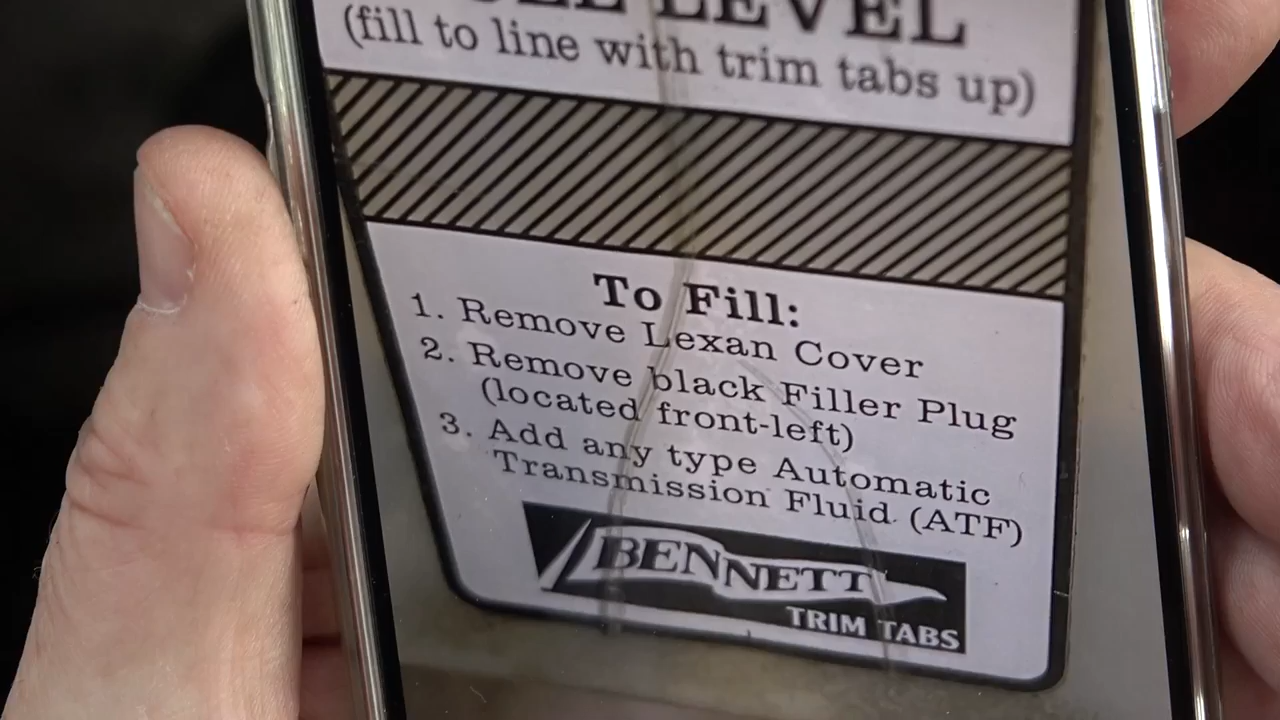 LEVEL
(fill to line with trim tabs up)
To Fill:
1. Remove Lexan Cover
2. Remove black Filler Plug
(located front-left)
3. Add any type Automatic
Transmission Fluid (ATF)
BENNETT
TRIM TABS